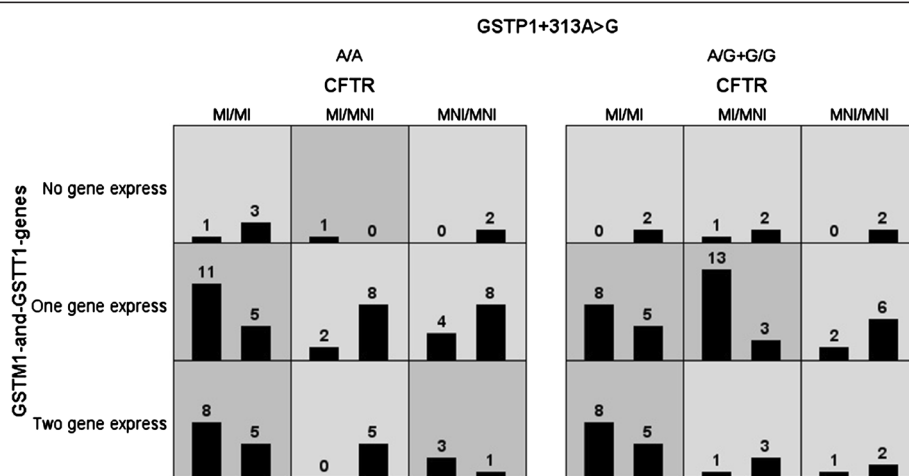 GSTP1+313A>G
A/A A/G+G/G
CFTR CFTR
MI/MI MI/MNI MNI/MNI MI/MI MI/MNI MNI/MNI
GSTM1-and-GSTT1-genes
No gene express 1 3 1 0 0 2 0 2 1 2 0 2
One gene express 11 5 2 8 4 8 8 5 13 3 2 6
Two gene express 8 5 0 5 3 1 8 5 1 3 1 2